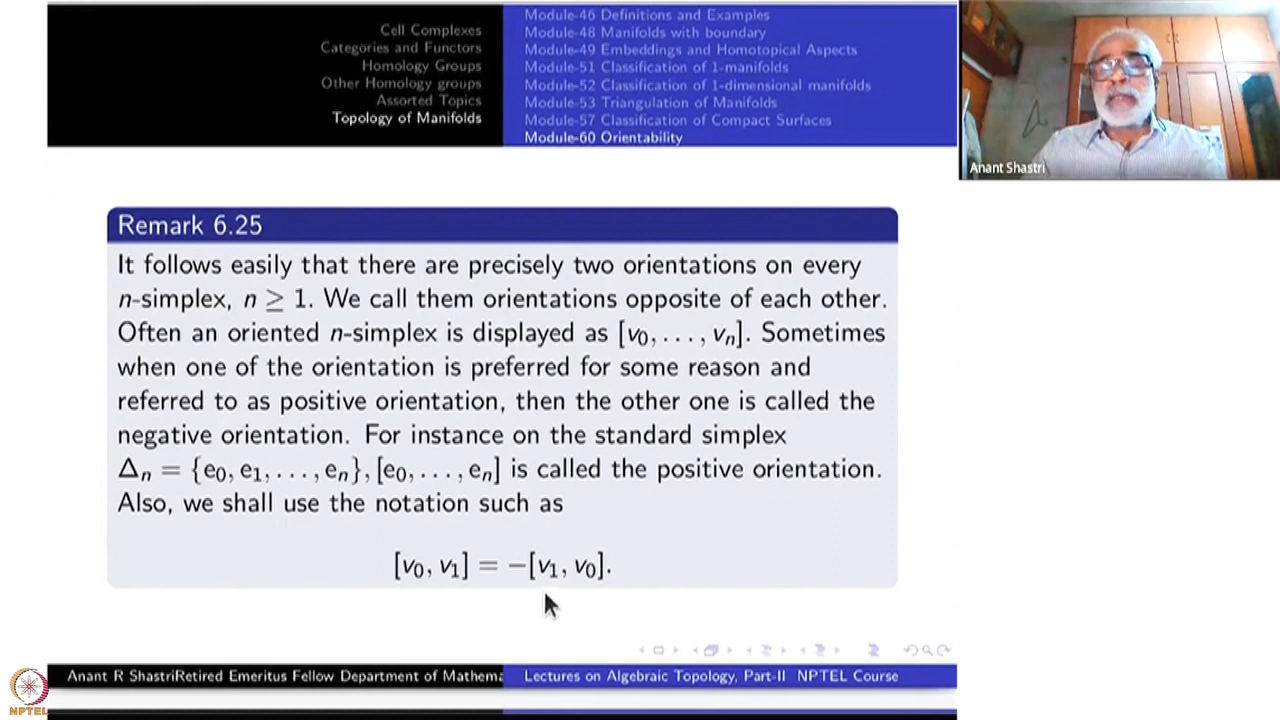 Cell Complexes
Categories and Functors
Homology Groups
Other Homology groups
Assorted Topics
Topology of Manifolds
Module-46 Definitions and Examples
Module-48 Manifolds with boundary
Module-49 Embeddings and Homotopical Aspects
Module-51 Classification of 1-manifolds
Module-52 Classification of 1-dimensional manifolds
Module-53 Triangulation of Manifolds
Module-57 Classification of Compact Surfaces
Module-60 Orientability
Anant Shastri
Remark 6.25
It follows easily that there are precisely two orientations on every
n-simplex, n ≥ 1. We call them orientations opposite of each other.
Often an oriented n-simplex is displayed as [v₀, . . . , vₙ]. Sometimes
when one of the orientation is preferred for some reason and
referred to as positive orientation, then the other one is called the
negative orientation. For instance on the standard simplex
Δₙ = {e₀, e₁, . . . , eₙ}, [e₀, . . . , eₙ] is called the positive orientation.
Also, we shall use the notation such as
[v₀, v₁] = −[v₁, v₀].
Anant R ShastriRetired Emeritus Fellow Department of Mathema
Lectures on Algebraic Topology, Part-II NPTEL Course
NPTEL